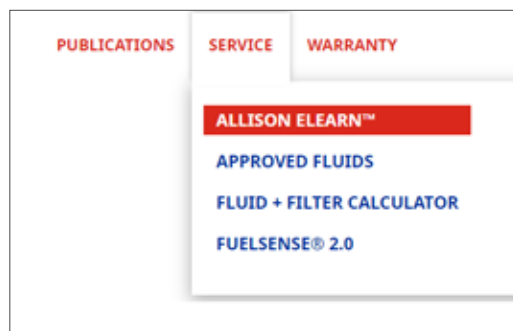 PUBLICATIONS SERVICE WARRANTY
ALLISON ELEARN™
APPROVED FLUIDS
FLUID + FILTER CALCULATOR
FUELSENSE® 2.0